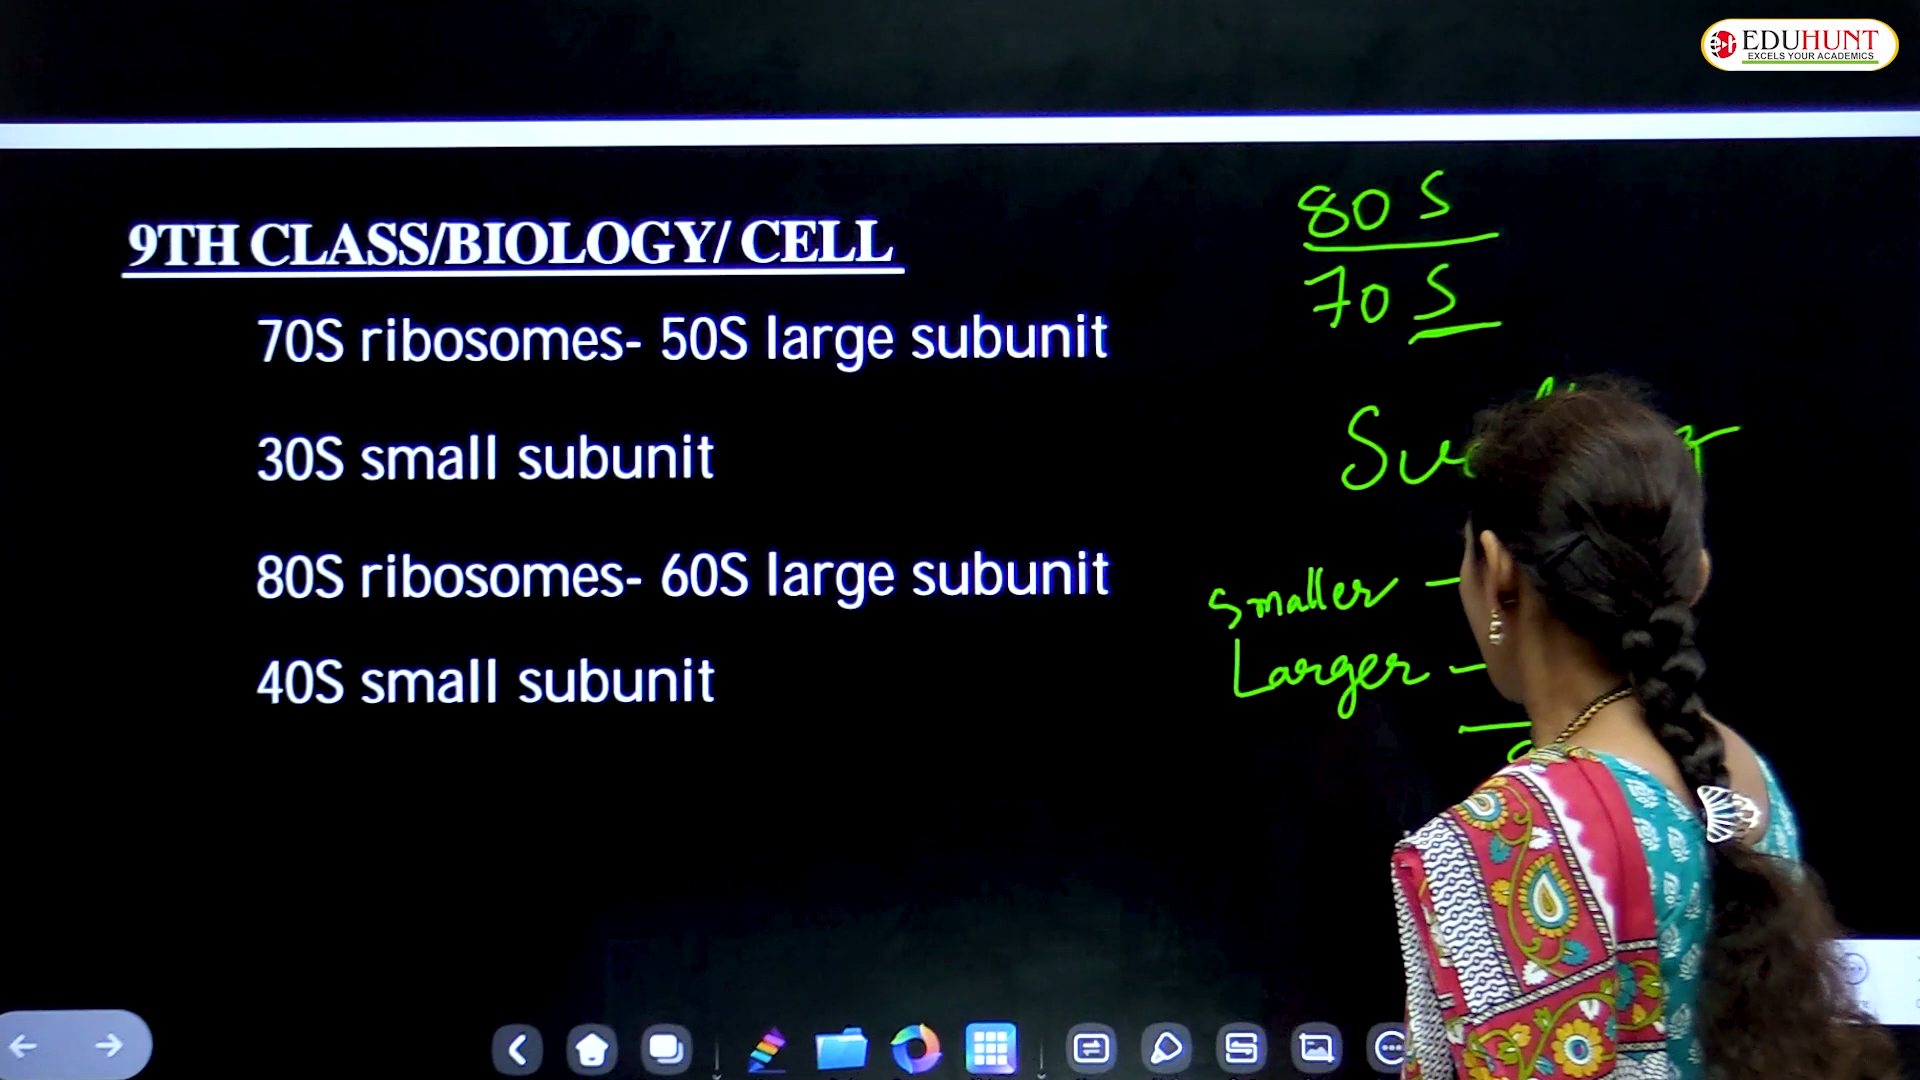 EDUHUNT
EXCELS YOUR ACADEMICS
9TH CLASS/BIOLOGY/ CELL
70S ribosomes- 50S large subunit
30S small subunit
80S ribosomes- 60S large subunit
40S small subunit
80 S
70 S
Smaller -
Larger -